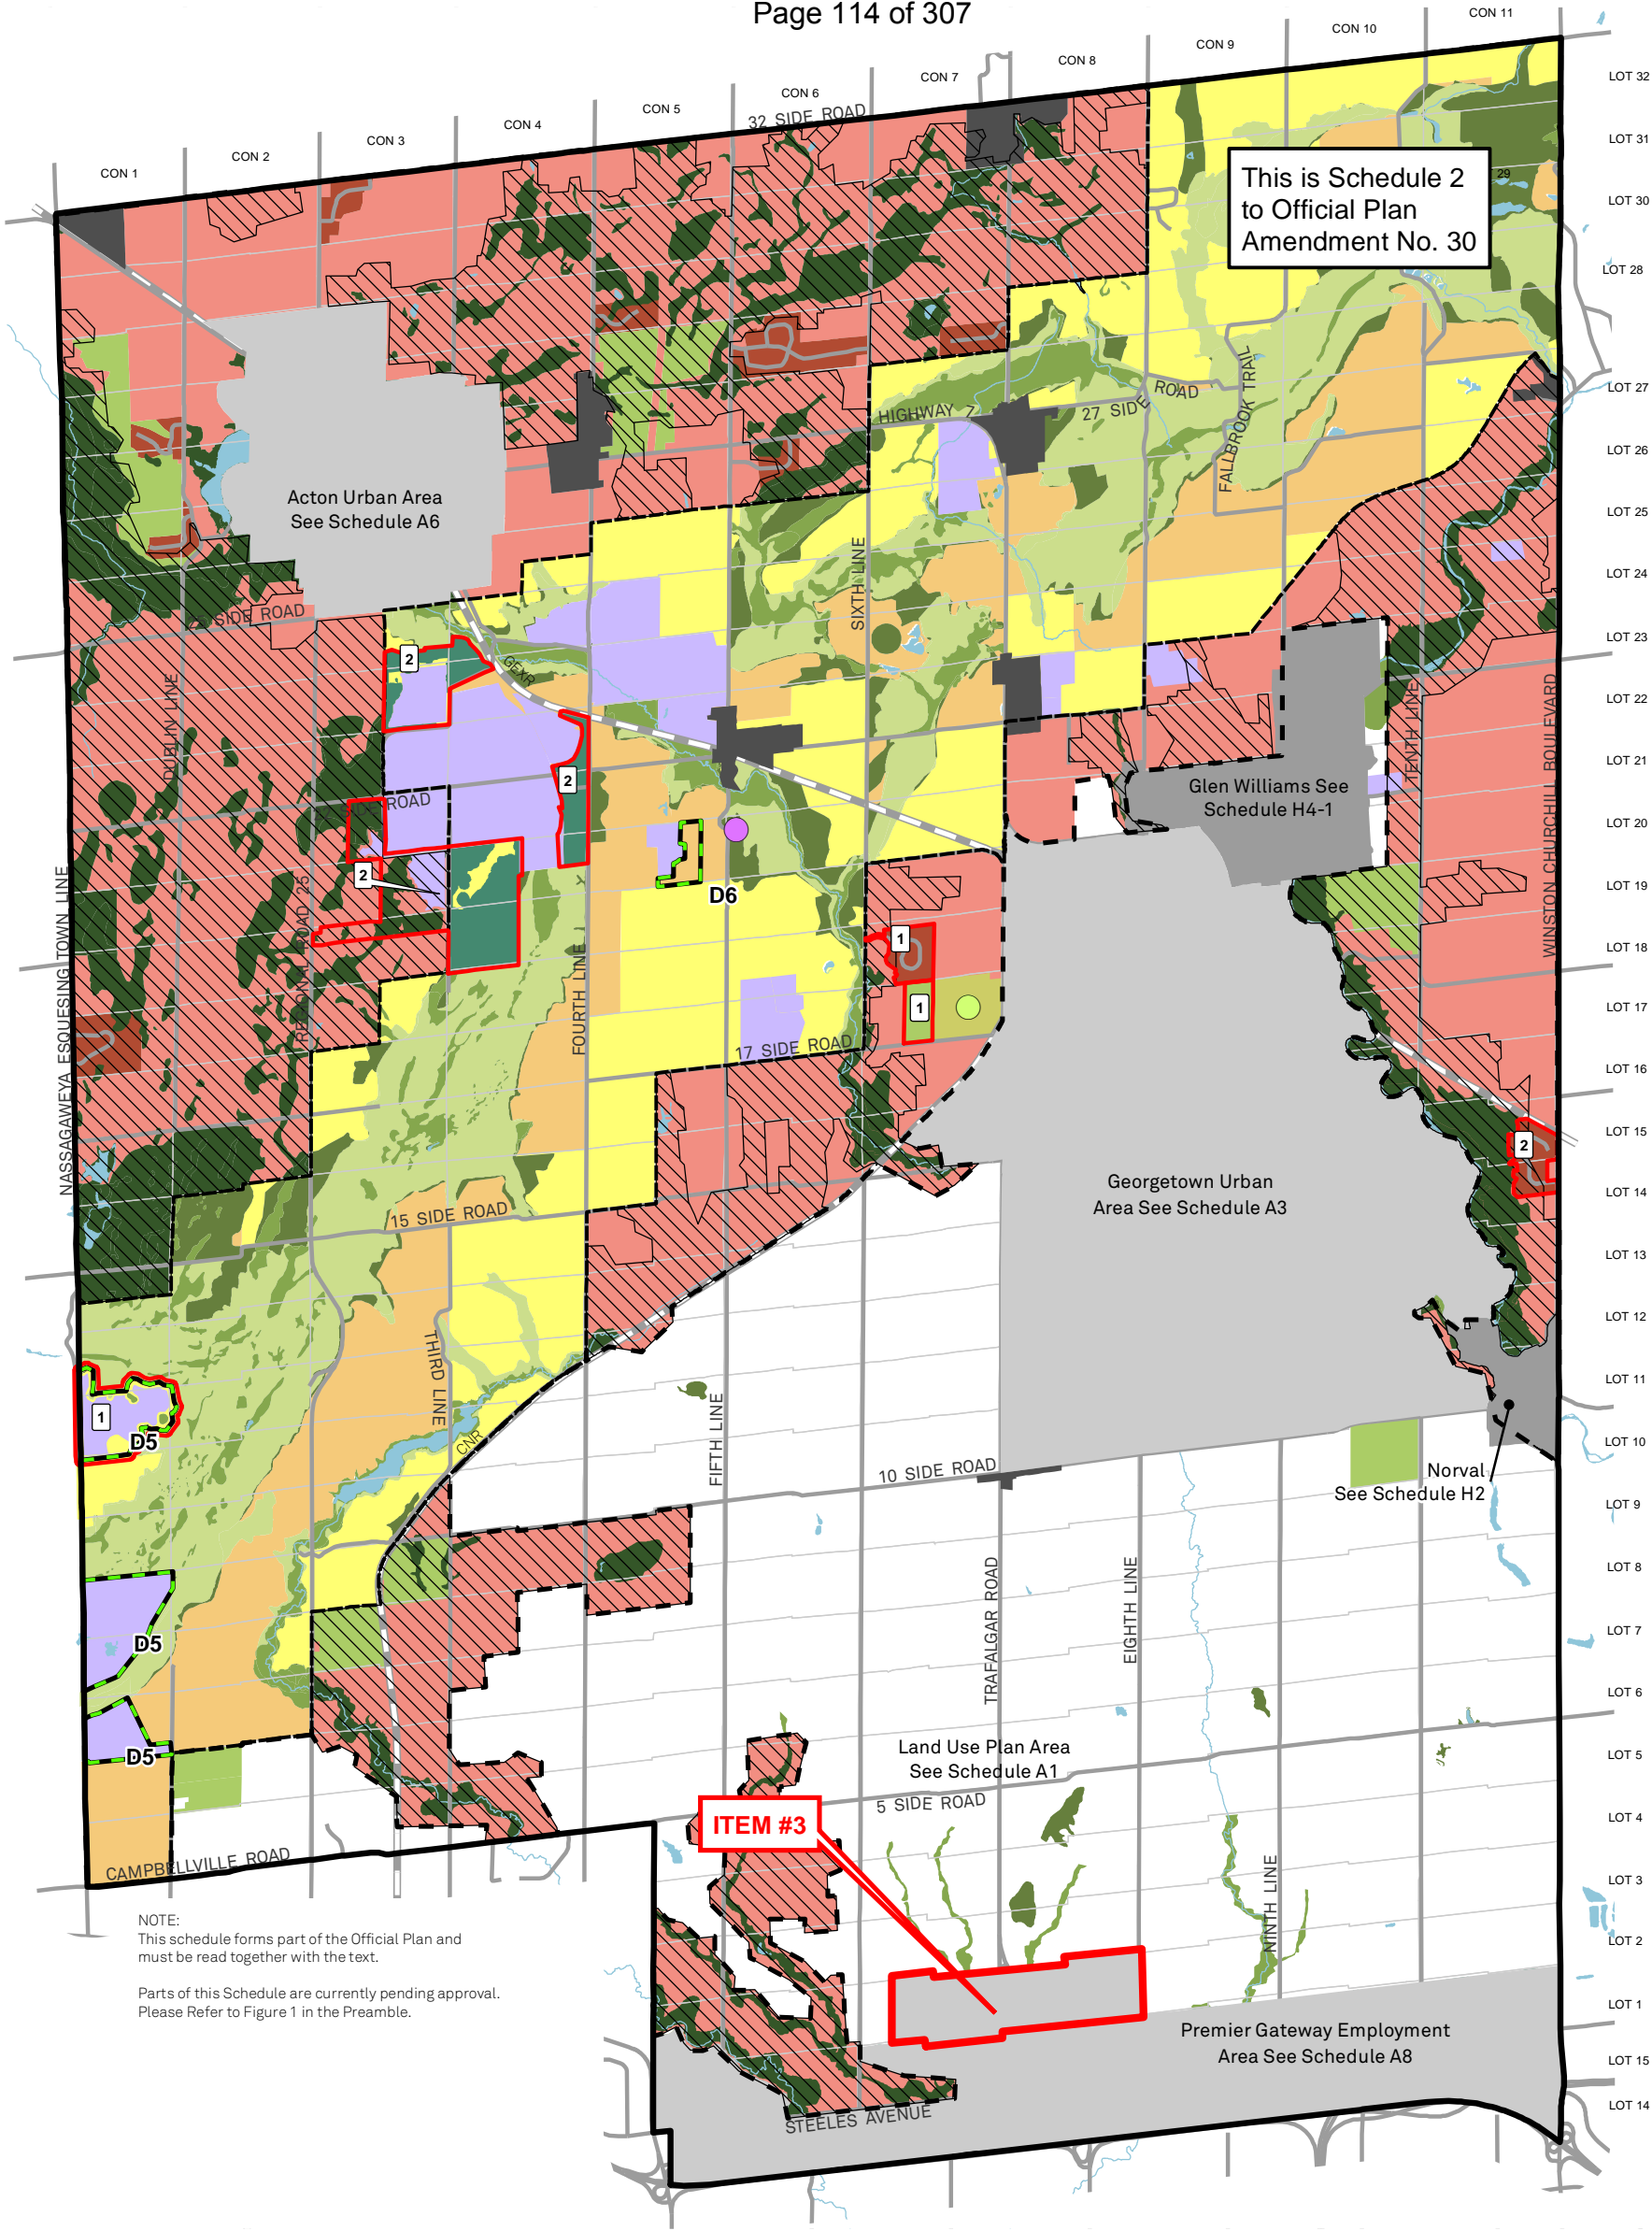 Page 114 of 307
CON 1
CON 2
CON 3
CON 4
CON 5
CON 6
CON 7
CON 8
CON 9
CON 10
CON 11
32 SIDE ROAD
This is Schedule 2
to Official Plan
Amendment No. 30
29
LOT 32
LOT 31
LOT 30
LOT 28
LOT 27
LOT 26
LOT 25
LOT 24
LOT 23
LOT 22
LOT 21
LOT 20
LOT 19
LOT 18
LOT 17
LOT 16
LOT 15
LOT 14
LOT 13
LOT 12
LOT 11
LOT 10
LOT 9
LOT 8
LOT 7
LOT 6
LOT 5
LOT 4
LOT 3
LOT 2
LOT 1
LOT 15
LOT 14
HIGHWAY 7
27 SIDE ROAD
FALLBROOK TRAIL
Acton Urban Area
See Schedule A6
SIXTH LINE
SIDE ROAD
GEXR
2
2
2
DUBLIN LINE
ROAD
REGIONAL ROAD 25
NASSAGAWEYA ESQUESING TOWN LINE
FOURTH LINE
D6
1
1
17 SIDE ROAD
Glen Williams See
Schedule H4-1
TENTH LINE
WINSTON CHURCHILL BOULEVARD
2
Georgetown Urban
Area See Schedule A3
15 SIDE ROAD
THIRD LINE
CNR
1
D5
D5
D5
FIFTH LINE
10 SIDE ROAD
Norval
See Schedule H2
TRAFALGAR ROAD
EIGHTH LINE
Land Use Plan Area
See Schedule A1
5 SIDE ROAD
ITEM #3
NINTH LINE
CAMPBELLVILLE ROAD
NOTE:
This schedule forms part of the Official Plan and
must be read together with the text.
Parts of this Schedule are currently pending approval.
Please Refer to Figure 1 in the Preamble.
Premier Gateway Employment
Area See Schedule A8
STEELES AVENUE